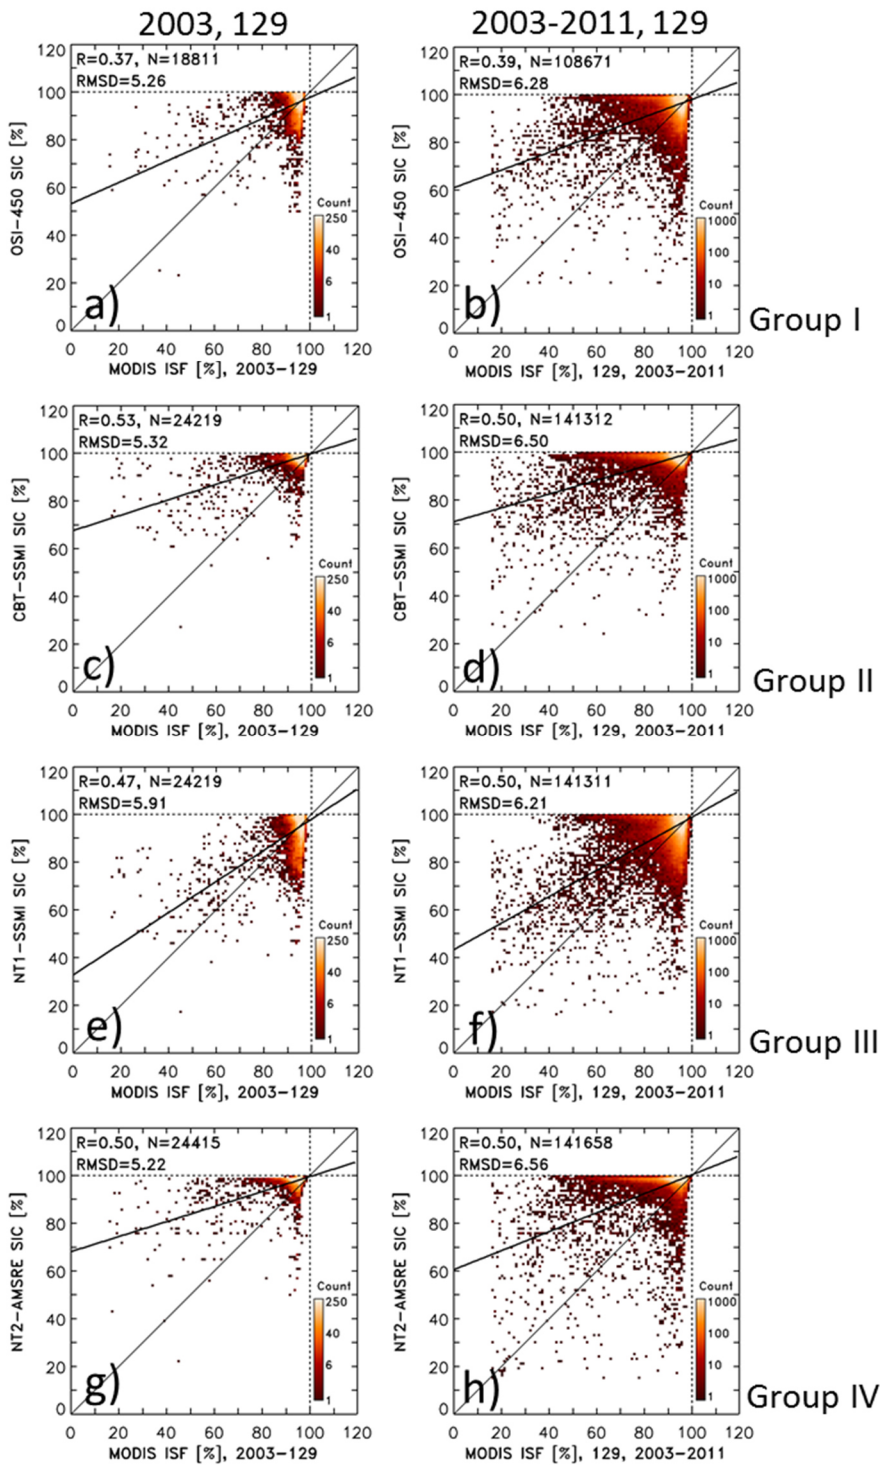 2003, 129
2003-2011, 129
R=0.37, N=18811
RMSD=5.26
OSI-450 SIC [%]
120
100
80
60
40
20
0
Count
250
40
6
1
a)
0 20 40 60 80 100 120
MODIS ISF [%], 2003-129
R=0.39, N=108671
RMSD=6.28
OSI-450 SIC [%]
120
100
80
60
40
20
0
Count
1000
100
10
1
b)
0 20 40 60 80 100 120
MODIS ISF [%], 129, 2003-2011
Group I
R=0.53, N=24219
RMSD=5.32
CBT-SSMI SIC [%]
120
100
80
60
40
20
0
Count
250
40
6
1
c)
0 20 40 60 80 100 120
MODIS ISF [%], 2003-129
R=0.50, N=141312
RMSD=6.50
CBT-SSMI SIC [%]
120
100
80
60
40
20
0
Count
1000
100
10
1
d)
0 20 40 60 80 100 120
MODIS ISF [%], 129, 2003-2011
Group II
R=0.47, N=24219
RMSD=5.91
NT1-SSMI SIC [%]
120
100
80
60
40
20
0
Count
250
40
6
1
e)
0 20 40 60 80 100 120
MODIS ISF [%], 2003-129
R=0.50, N=141311
RMSD=6.21
NT1-SSMI SIC [%]
120
100
80
60
40
20
0
Count
1000
100
10
1
f)
0 20 40 60 80 100 120
MODIS ISF [%], 129, 2003-2011
Group III
R=0.50, N=24415
RMSD=5.22
NT2-AMSRE SIC [%]
120
100
80
60
40
20
0
Count
250
40
6
1
g)
0 20 40 60 80 100 120
MODIS ISF [%], 2003-129
R=0.50, N=141658
RMSD=6.56
NT2-AMSRE SIC [%]
120
100
80
60
40
20
0
Count
1000
100
10
1
h)
0 20 40 60 80 100 120
MODIS ISF [%], 129, 2003-2011
Group IV